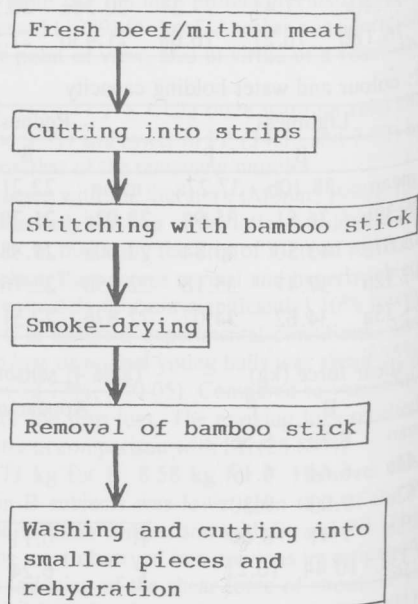 Fresh beef/mithun meat
Cutting into strips
Stitching with bamboo stick
Smoke-drying
Removal of bamboo stick
Washing and cutting into
smaller pieces and
rehydration